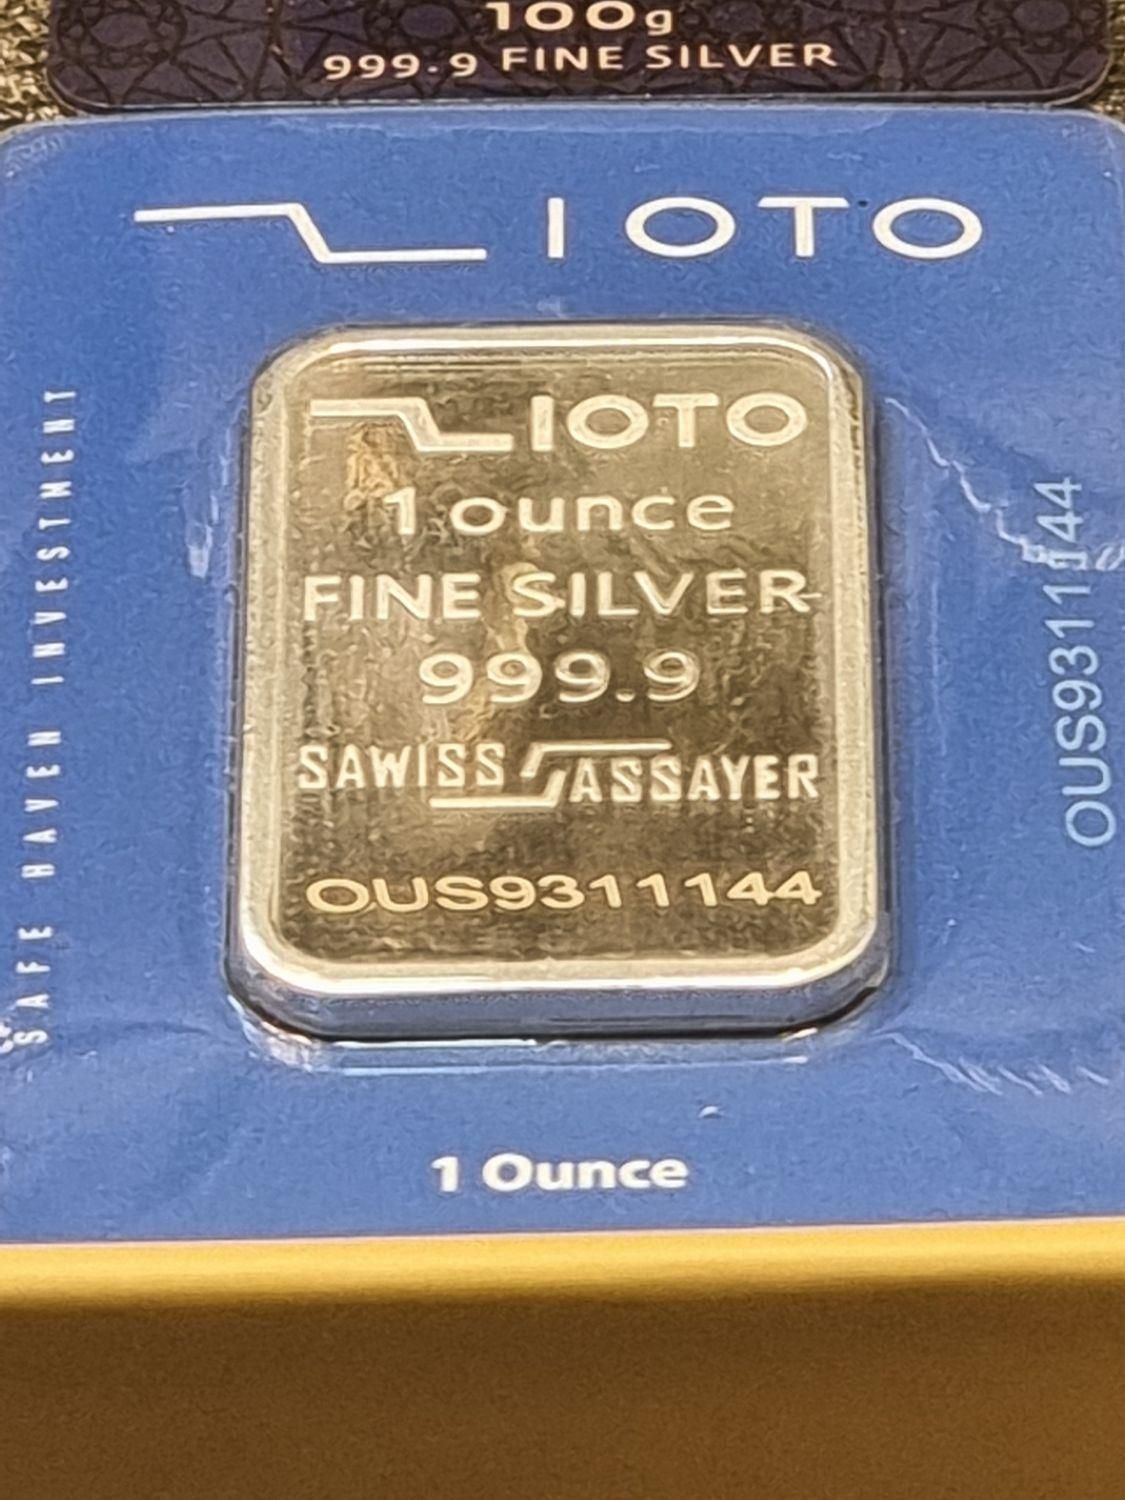 100g
999.9 FINE SILVER
IOTO
SAFE HAVEN INVESTMENT
IOTO
1 ounce
FINE SILVER
999.9
SAWISS ASSAYER
OUS9311144
OUS9311144
1 Ounce